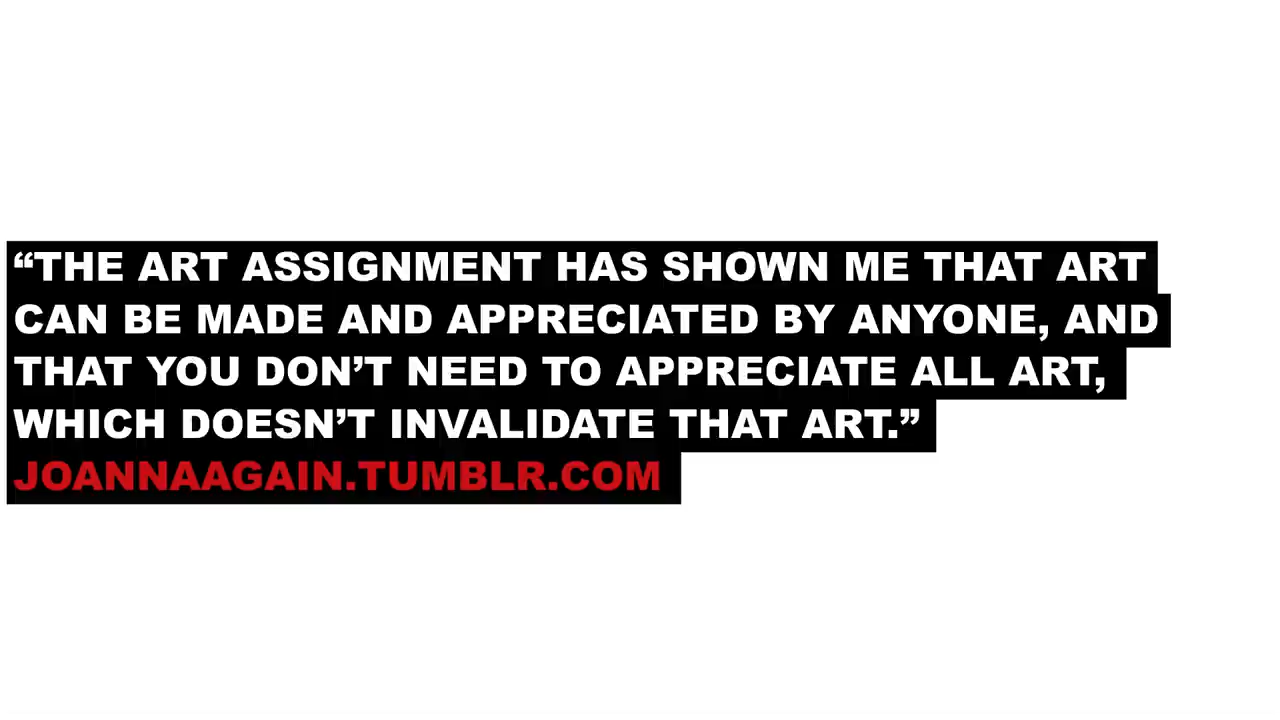 “THE ART ASSIGNMENT HAS SHOWN ME THAT ART
CAN BE MADE AND APPRECIATED BY ANYONE, AND
THAT YOU DON’T NEED TO APPRECIATE ALL ART,
WHICH DOESN’T INVALIDATE THAT ART.”
JOANNAAGAIN.TUMBLR.COM